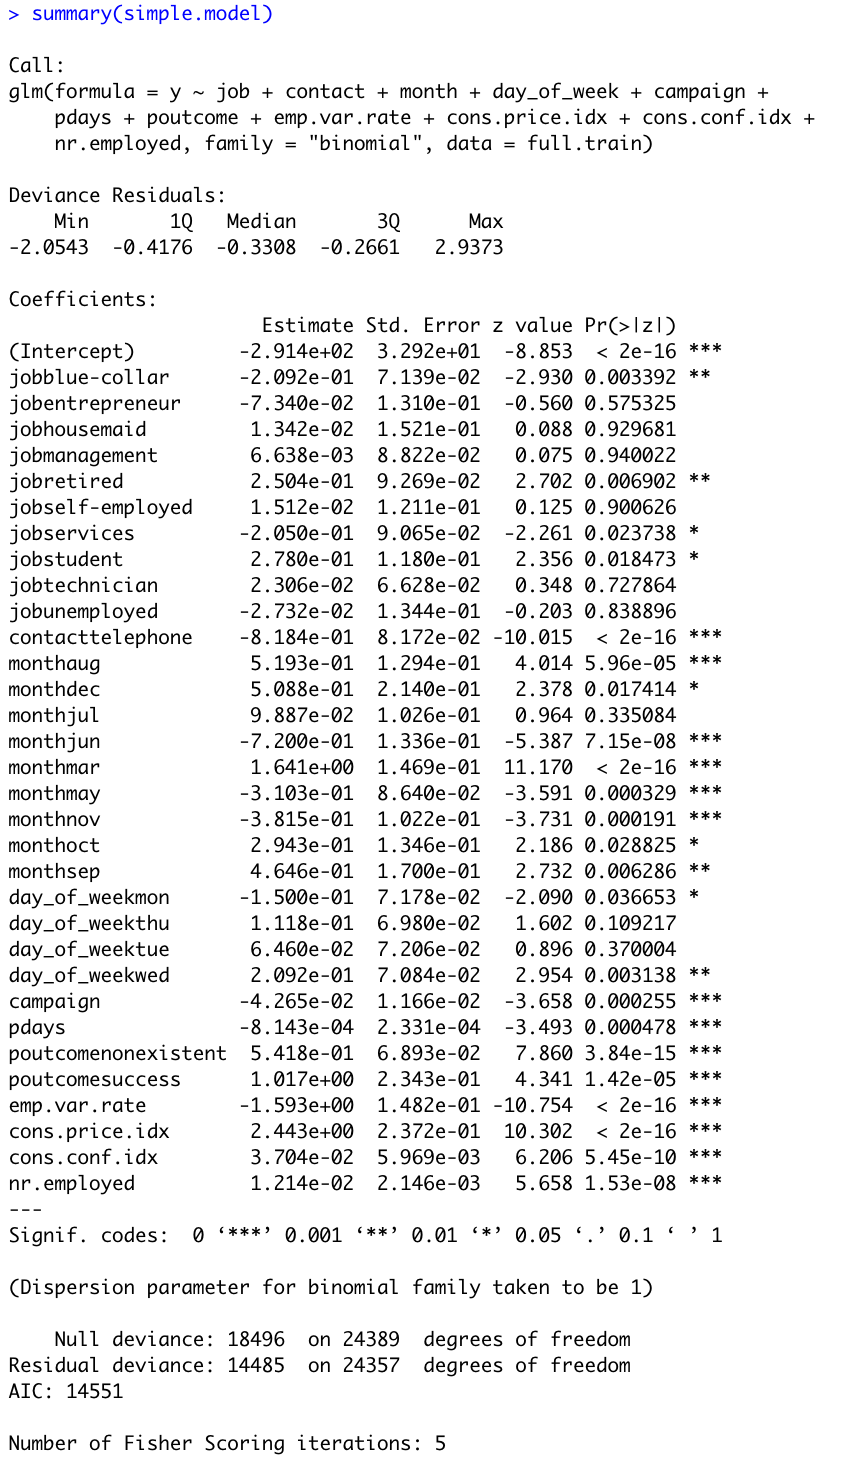 > summary(simple.model)

Call:
glm(formula = y ~ job + contact + month + day_of_week + campaign +
    pdays + poutcome + emp.var.rate + cons.price.idx + cons.conf.idx +
    nr.employed, family = "binomial", data = full.train)

Deviance Residuals:
    Min       1Q   Median       3Q      Max
-2.0543  -0.4176  -0.3308  -0.2661   2.9373

Coefficients:
                      Estimate Std. Error z value Pr(>|z|)
(Intercept)         -2.914e+02  3.292e+01  -8.853  < 2e-16 ***
jobblue-collar      -2.092e-01  7.139e-02  -2.930 0.003392 **
jobentrepreneur     -7.340e-02  1.310e-01  -0.560 0.575325
jobhousemaid         1.342e-02  1.521e-01   0.088 0.929681
jobmanagement        6.638e-03  8.822e-02   0.075 0.940022
jobretired           2.504e-01  9.269e-02   2.702 0.006902 **
jobself-employed     1.512e-02  1.211e-01   0.125 0.900626
jobservices         -2.050e-01  9.065e-02  -2.261 0.023738 *
jobstudent           2.780e-01  1.180e-01   2.356 0.018473 *
jobtechnician        2.306e-02  6.628e-02   0.348 0.727864
jobunemployed       -2.732e-02  1.344e-01  -0.203 0.838896
contacttelephone    -8.184e-01  8.172e-02 -10.015  < 2e-16 ***
monthaug             5.193e-01  1.294e-01   4.014 5.96e-05 ***
monthdec             5.088e-01  2.140e-01   2.378 0.017414 *
monthjul             9.887e-02  1.026e-01   0.964 0.335084
monthjun            -7.200e-01  1.336e-01  -5.387 7.15e-08 ***
monthmar             1.641e+00  1.469e-01  11.170  < 2e-16 ***
monthmay            -3.103e-01  8.640e-02  -3.591 0.000329 ***
monthnov            -3.815e-01  1.022e-01  -3.731 0.000191 ***
monthoct             2.943e-01  1.346e-01   2.186 0.028825 *
monthsep             4.646e-01  1.700e-01   2.732 0.006286 **
day_of_weekmon      -1.500e-01  7.178e-02  -2.090 0.036653 *
day_of_weekthu       1.118e-01  6.980e-02   1.602 0.109217
day_of_weektue       6.460e-02  7.206e-02   0.896 0.370004
day_of_weekwed       2.092e-01  7.084e-02   2.954 0.003138 **
campaign            -4.265e-02  1.166e-02  -3.658 0.000255 ***
pdays               -8.143e-04  2.331e-04  -3.493 0.000478 ***
poutcomenonexistent  5.418e-01  6.893e-02   7.860 3.84e-15 ***
poutcomesuccess      1.017e+00  2.343e-01   4.341 1.42e-05 ***
emp.var.rate        -1.593e+00  1.482e-01 -10.754  < 2e-16 ***
cons.price.idx       2.443e+00  2.372e-01  10.302  < 2e-16 ***
cons.conf.idx        3.704e-02  5.969e-03   6.206 5.45e-10 ***
nr.employed          1.214e-02  2.146e-03   5.658 1.53e-08 ***
---
Signif. codes:  0 ‘***’ 0.001 ‘**’ 0.01 ‘*’ 0.05 ‘.’ 0.1 ‘ ’ 1

(Dispersion parameter for binomial family taken to be 1)

    Null deviance: 18496  on 24389  degrees of freedom
Residual deviance: 14485  on 24357  degrees of freedom
AIC: 14551

Number of Fisher Scoring iterations: 5